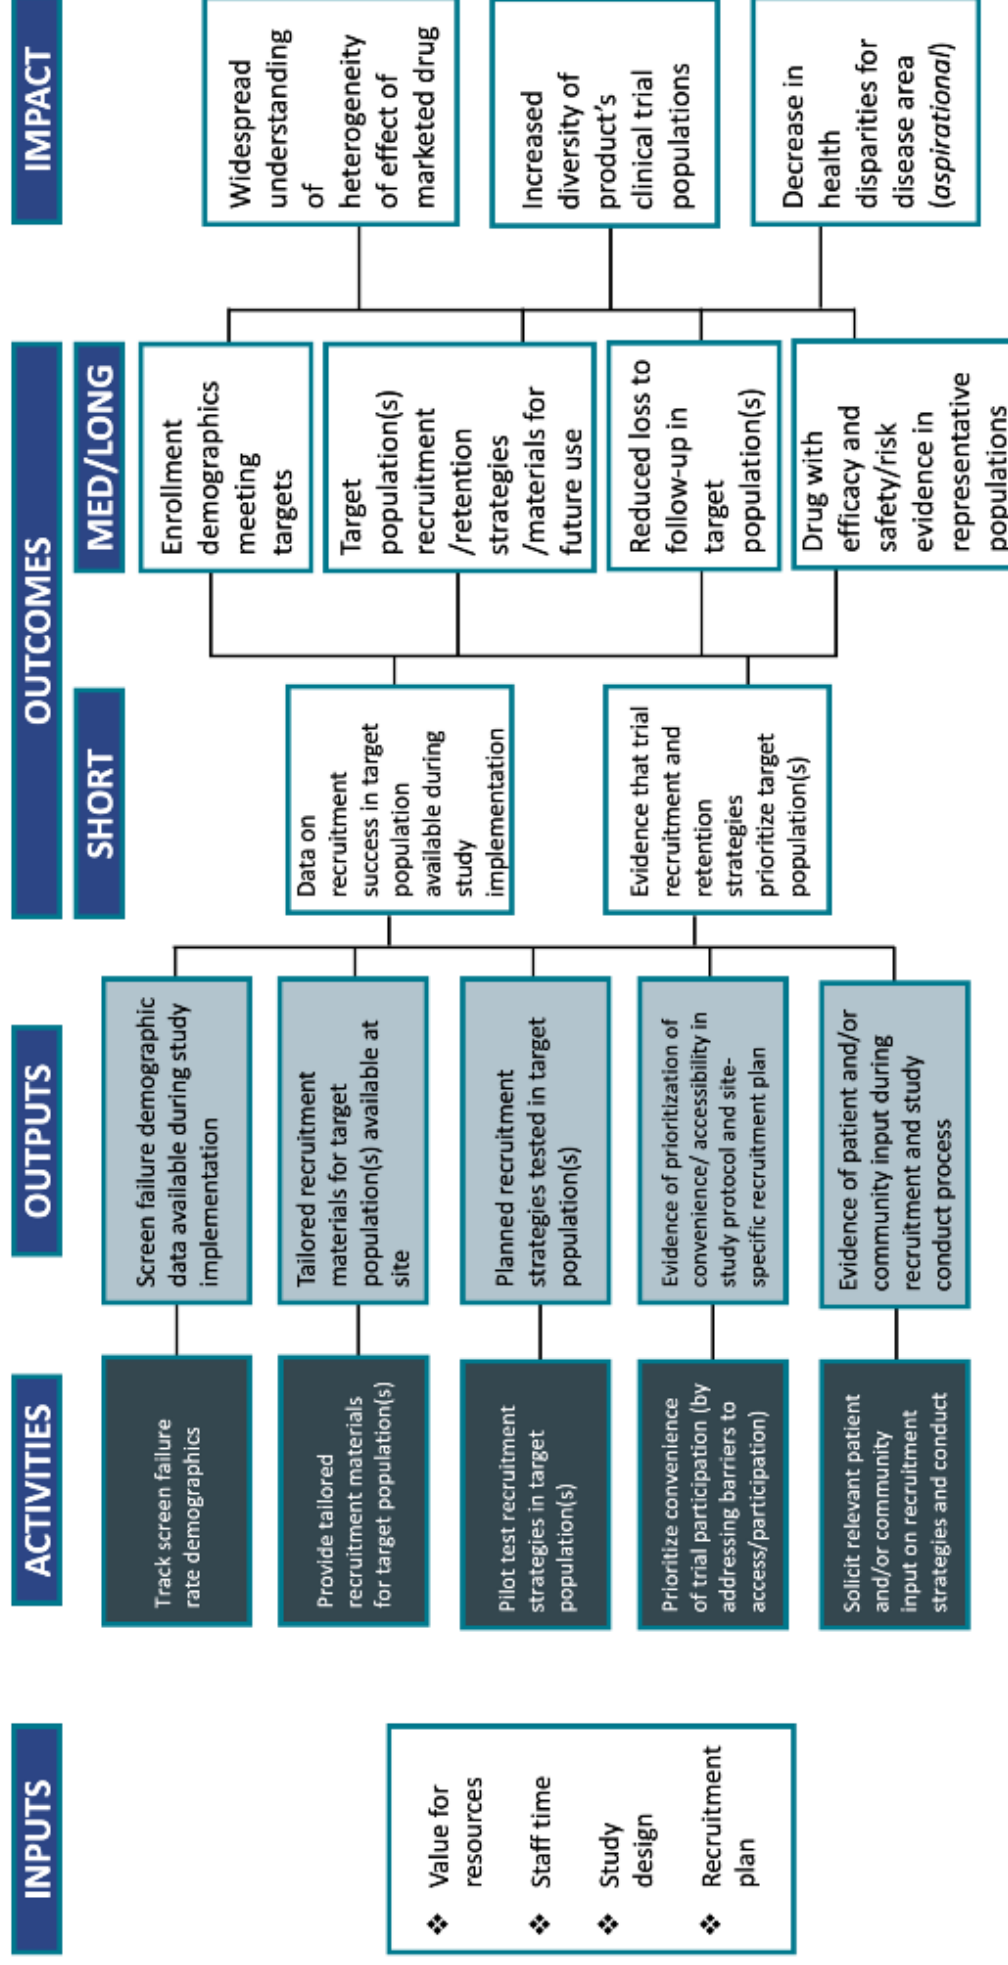 INPUTS
ACTIVITIES
OUTPUTS
OUTCOMES
IMPACT
SHORT
MED/LONG
❖ Value for
resources
❖ Staff time
❖ Study
design
❖ Recruitment
plan
Track screen failure
rate demographics
Provide tailored
recruitment materials
for target population(s)
Pilot test recruitment
strategies in target
population(s)
Prioritize convenience
of trial participation (by
addressing barriers to
access/participation)
Solicit relevant patient
and/or community
input on recruitment
strategies and conduct
Screen failure demographic
data available during study
implementation
Tailored recruitment
materials for target
population(s) available at
site
Planned recruitment
strategies tested in target
population(s)
Evidence of prioritization of
convenience/ accessibility in
study protocol and site-
specific recruitment plan
Evidence of patient and/or
community input during
recruitment and study
conduct process
Data on
recruitment
success in target
population
available during
study
implementation
Evidence that trial
recruitment and
retention
strategies
prioritize target
population(s)
Enrollment
demographics
meeting
targets
Target
population(s)
recruitment
/retention
strategies
/materials for
future use
Reduced loss to
follow-up in
target
population(s)
Drug with
efficacy and
safety/risk
evidence in
representative
populations
Widespread
understanding
of
heterogeneity
of effect of
marketed drug
Increased
diversity of
product's
clinical trial
populations
Decrease in
health
disparities for
disease area
(aspirational)